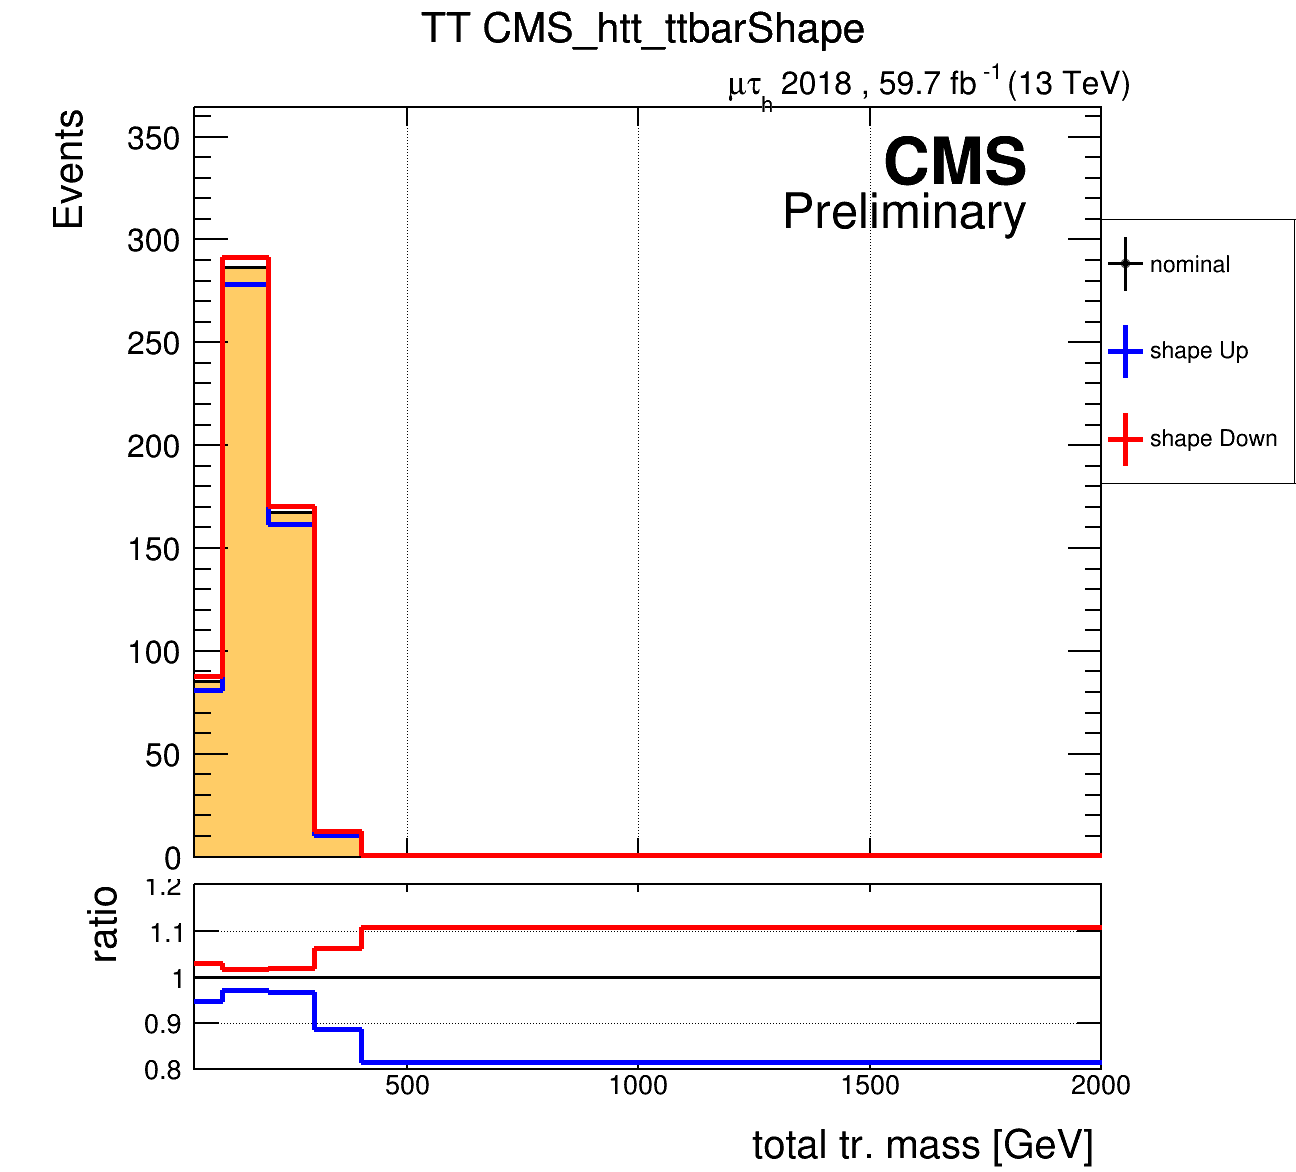 TT CMS_htt_ttbarShape
μτh 2018 , 59.7 fb-1 (13 TeV)
Events
350
300
250
200
150
100
50
0
CMS
Preliminary
nominal
shape Up
shape Down
ratio
1.2
1.1
1
0.9
0.8
500 1000 1500 2000
total tr. mass [GeV]